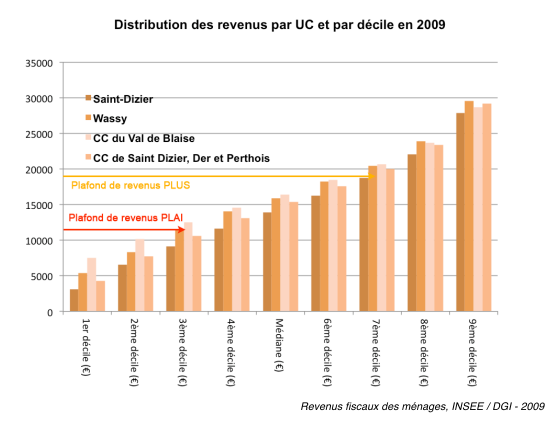 Distribution des revenus par UC et par décile en 2009
35000
30000
25000
20000
15000
10000
5000
0
Saint-Dizier
Wassy
CC du Val de Blaise
CC de Saint Dizier, Der et Perthois
Plafond de revenus PLUS
Plafond de revenus PLAI
1er décile (€)
2ème décile (€)
3ème décile (€)
4ème décile (€)
Médiane (€)
6ème décile (€)
7ème décile (€)
8ème décile (€)
9ème décile (€)
Revenus fiscaux des ménages, INSEE / DGI - 2009